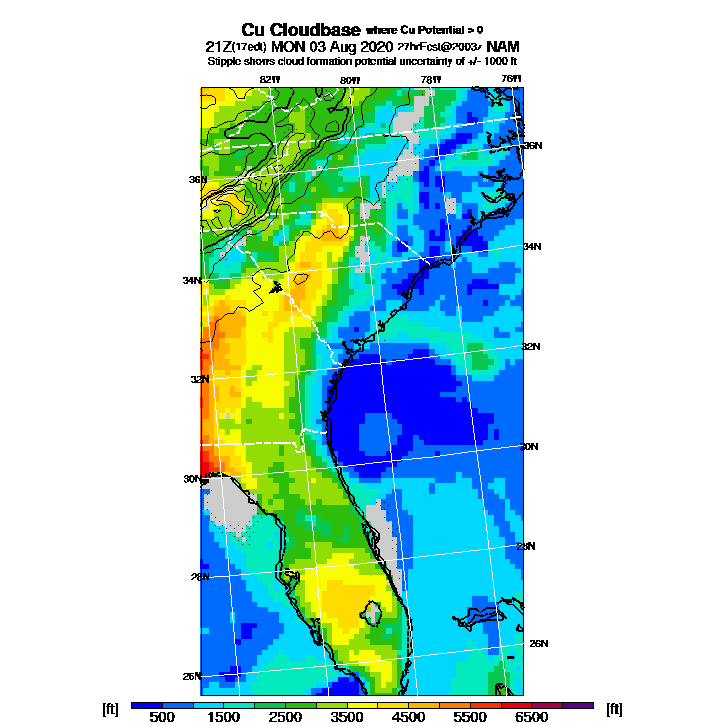 Cu Cloudbase where Cu Potential > 0
21Z(17edt) MON 03 Aug 2020 27hrFcst@2003z NAM
Stipple shows cloud formation potential uncertainty of +/- 1000 ft
82W 80W 78W 76W
36N
36N
34N
34N
32N
32N
30N
30N
28N
28N
26N
26N
[ft] 500 1500 2500 3500 4500 5500 6500 [ft]